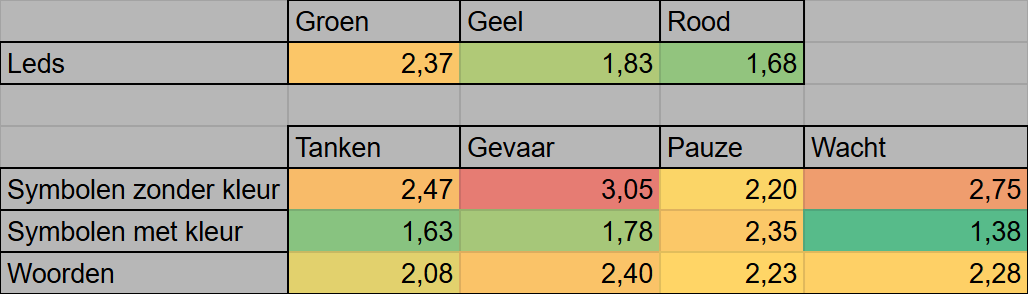 Groen Geel Rood
Leds 2,37 1,83 1,68
Tanken Gevaar Pauze Wacht
Symbolen zonder kleur 2,47 3,05 2,20 2,75
Symbolen met kleur 1,63 1,78 2,35 1,38
Woorden 2,08 2,40 2,23 2,28